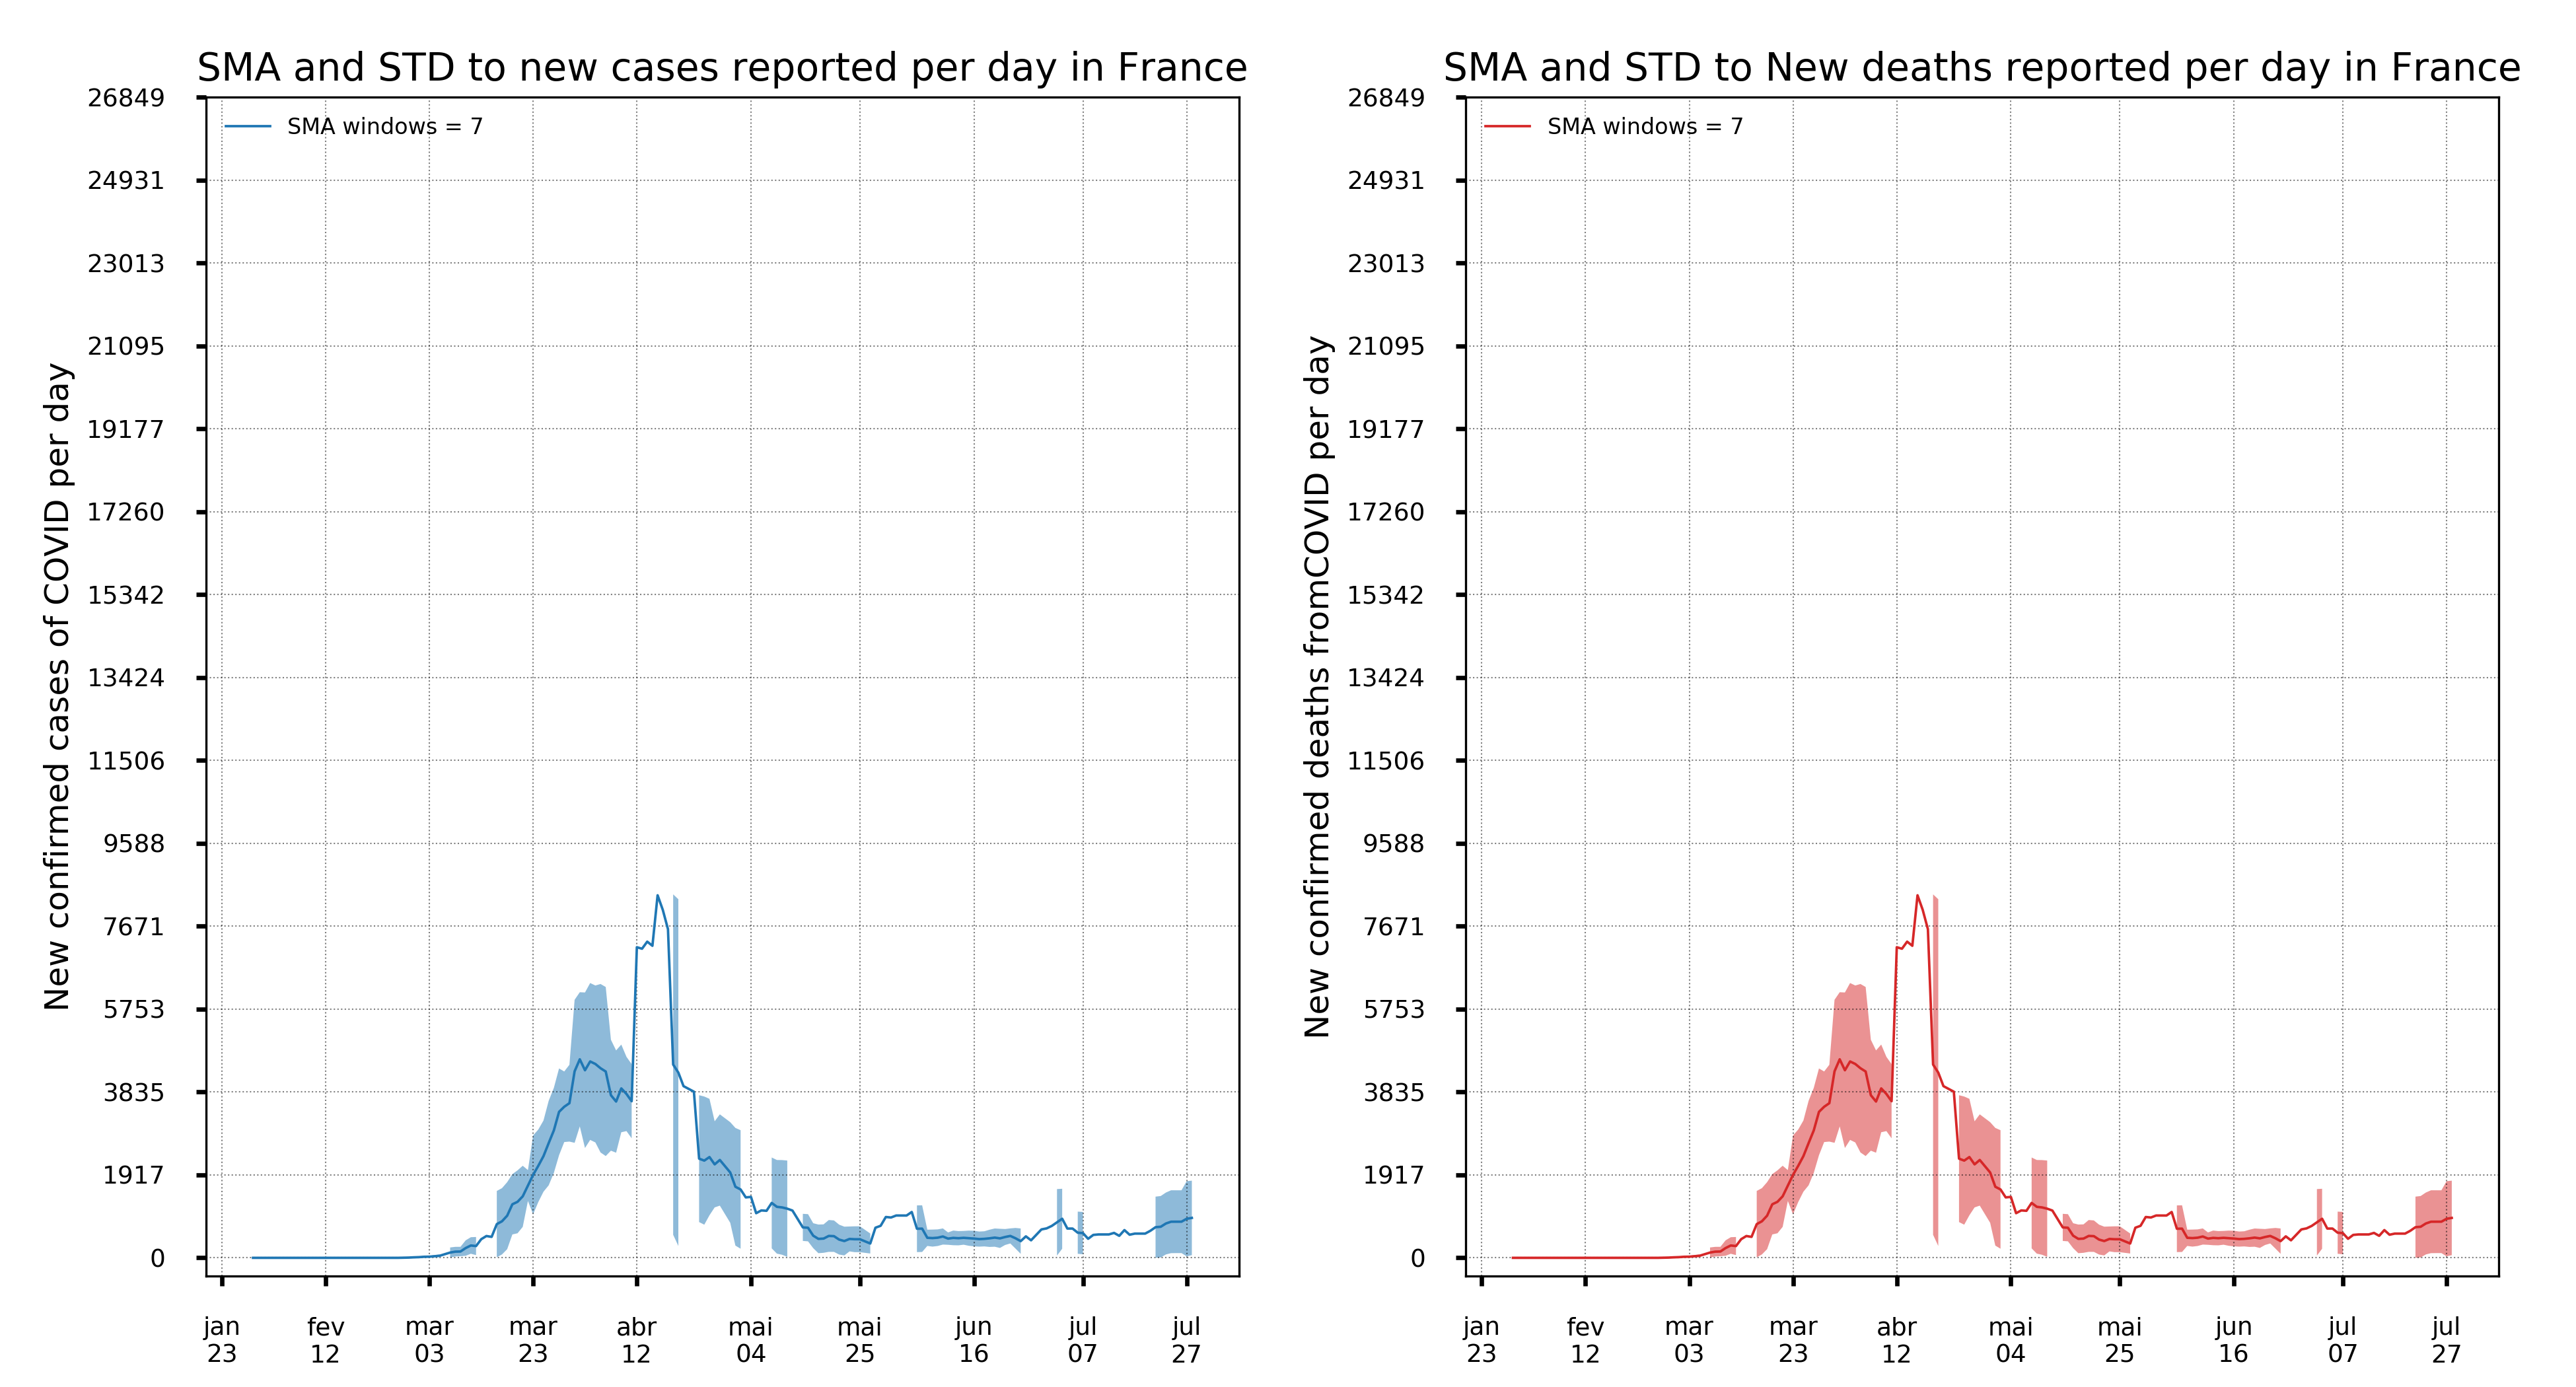 SMA and STD to new cases reported per day in France
SMA windows = 7
New confirmed cases of COVID per day
26849
24931
23013
21095
19177
17260
15342
13424
11506
9588
7671
5753
3835
1917
0
jan 23
fev 12
mar 03
mar 23
abr 12
mai 04
mai 25
jun 16
jul 07
jul 27
SMA and STD to New deaths reported per day in France
SMA windows = 7
New confirmed deaths fromCOVID per day
26849
24931
23013
21095
19177
17260
15342
13424
11506
9588
7671
5753
3835
1917
0
jan 23
fev 12
mar 03
mar 23
abr 12
mai 04
mai 25
jun 16
jul 07
jul 27